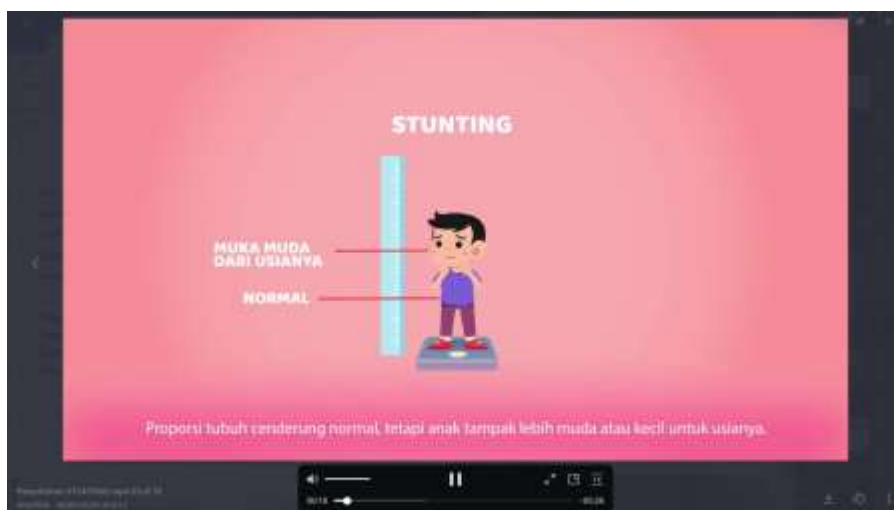 STUNTING
MUKA MUDA
DARI USIANYA
NORMAL
Proporsi tubuh cenderung normal, tetapi anak tampak lebih muda atau kecil untuk usianya.